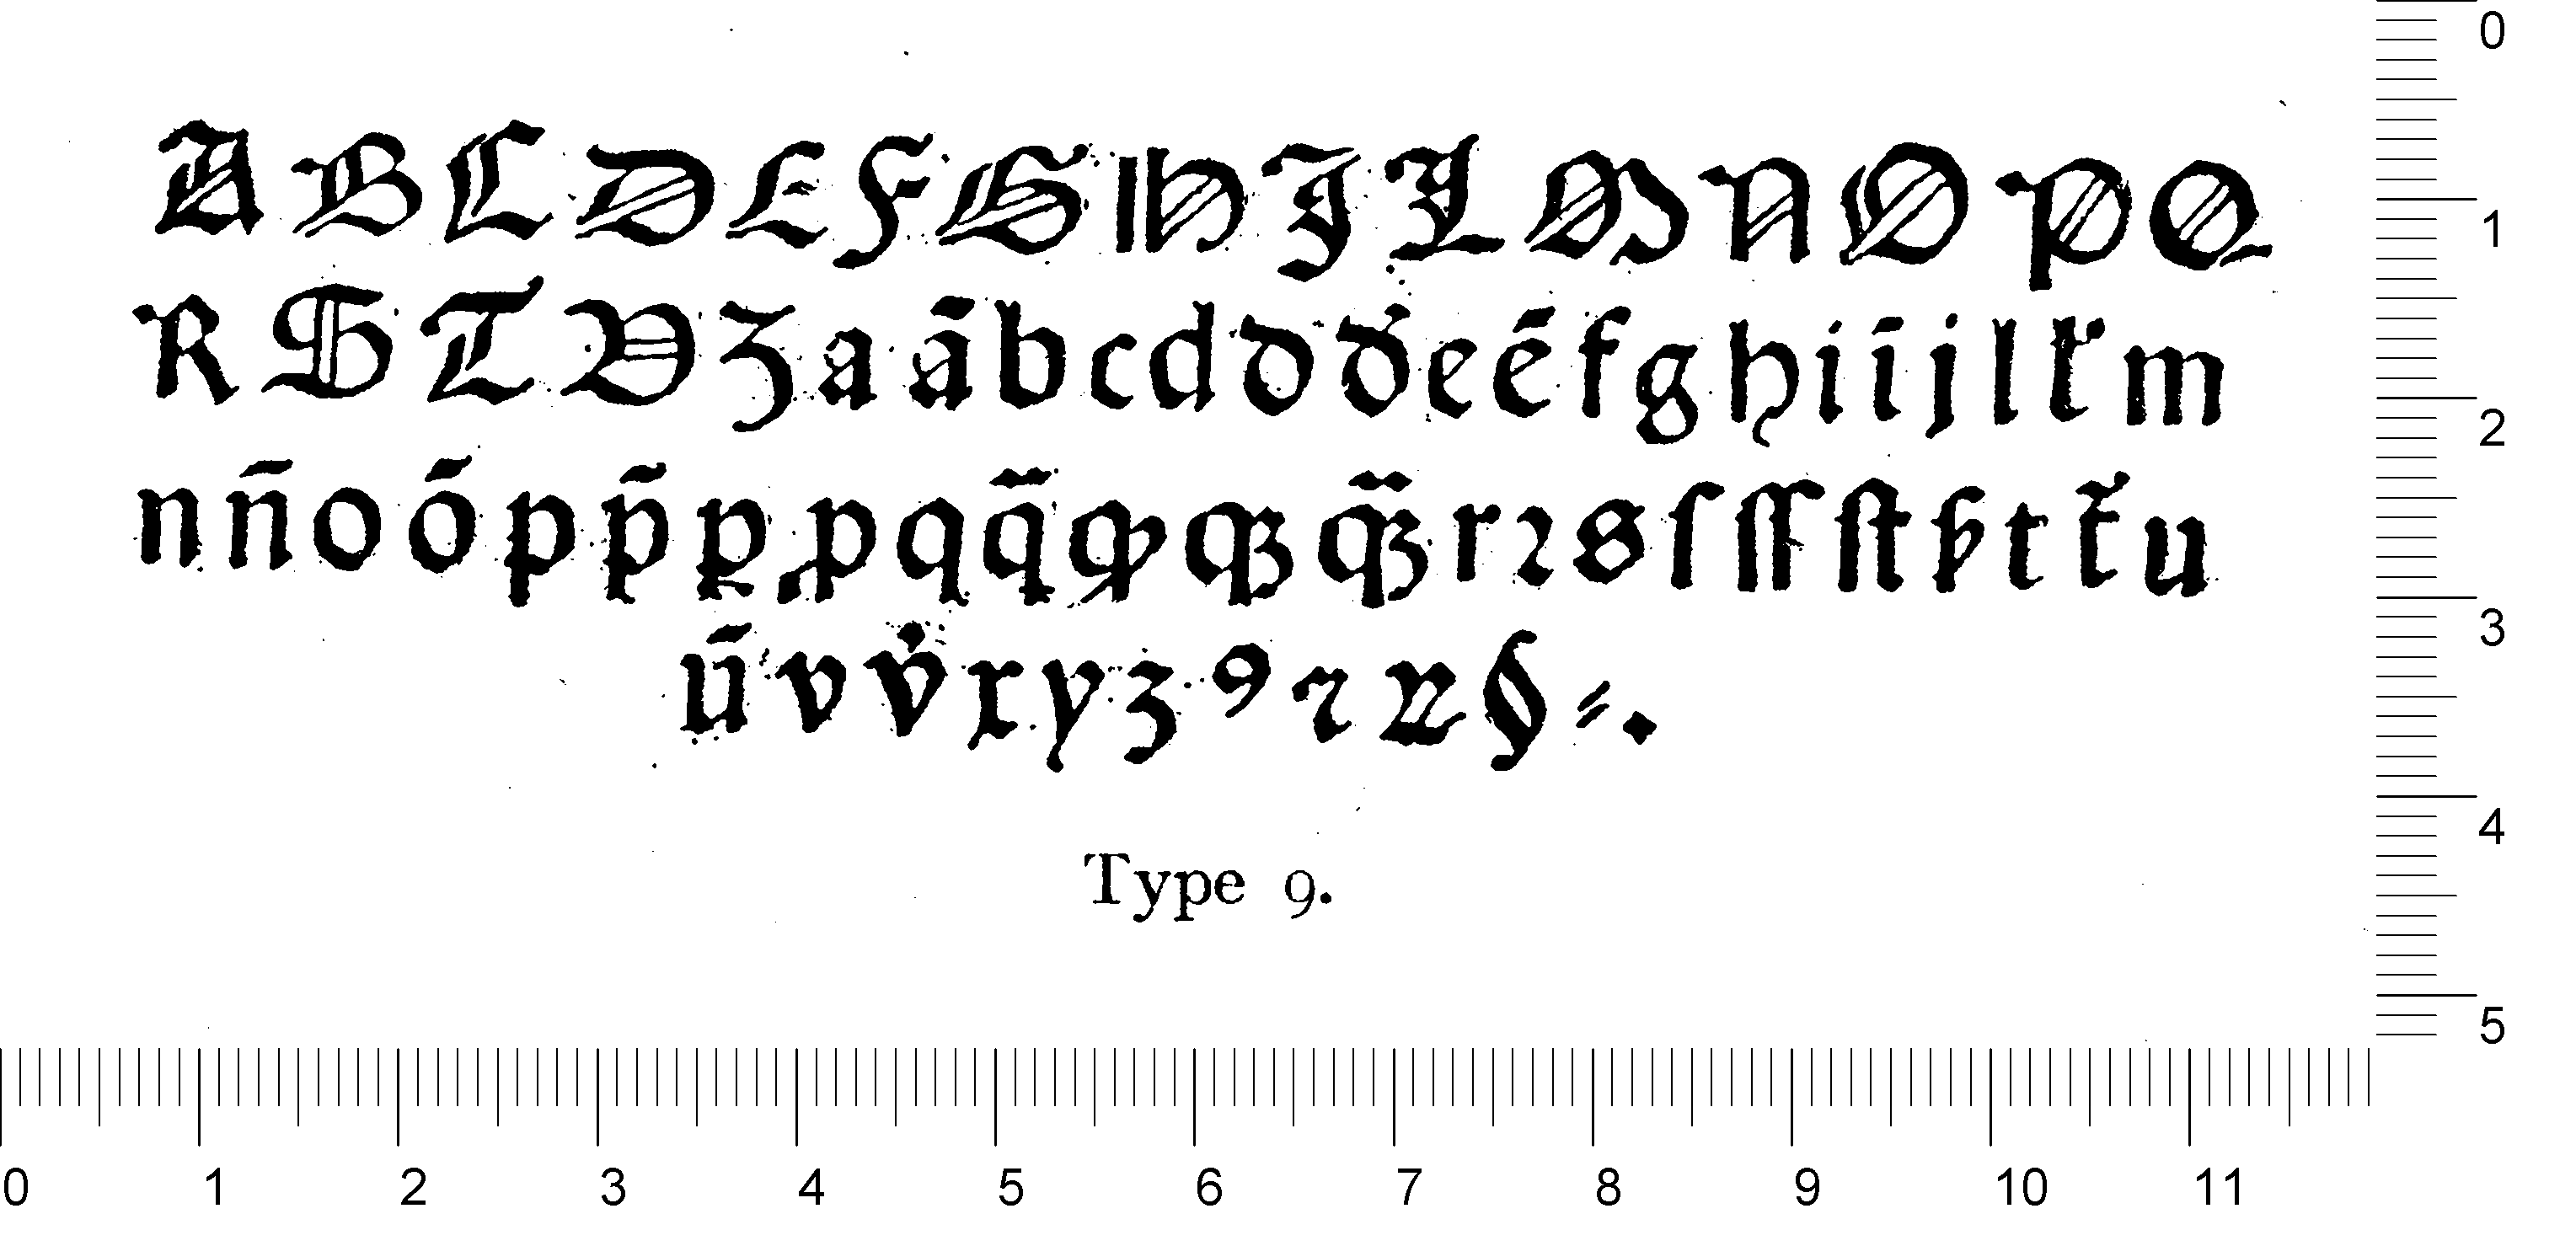 A B C D E F G H J L M N O P Q
R S T V Z a ā b c d d d̄ e ē f g h i ī j l ł m
n n̄ o ō p p̄ ꝑ ꝓ q q̄ ꝙ qꝫ q̄ꝫ r ꝛ s ſ ſſ ſt ꝧ t t̄ u
ū v v̇ x y z ꝰ ⁊ ꝝ § ⸗ .
Type 9.
0
1
2
3
4
5
0 1 2 3 4 5 6 7 8 9 10 11